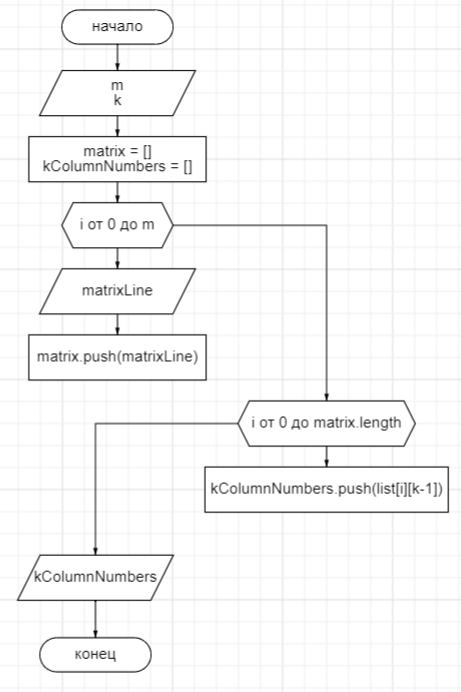 начало
m
k
matrix = []
kColumnNumbers = []
i от 0 до m
matrixLine
matrix.push(matrixLine)
i от 0 до matrix.length
kColumnNumbers.push(list[i][k-1])
kColumnNumbers
конец